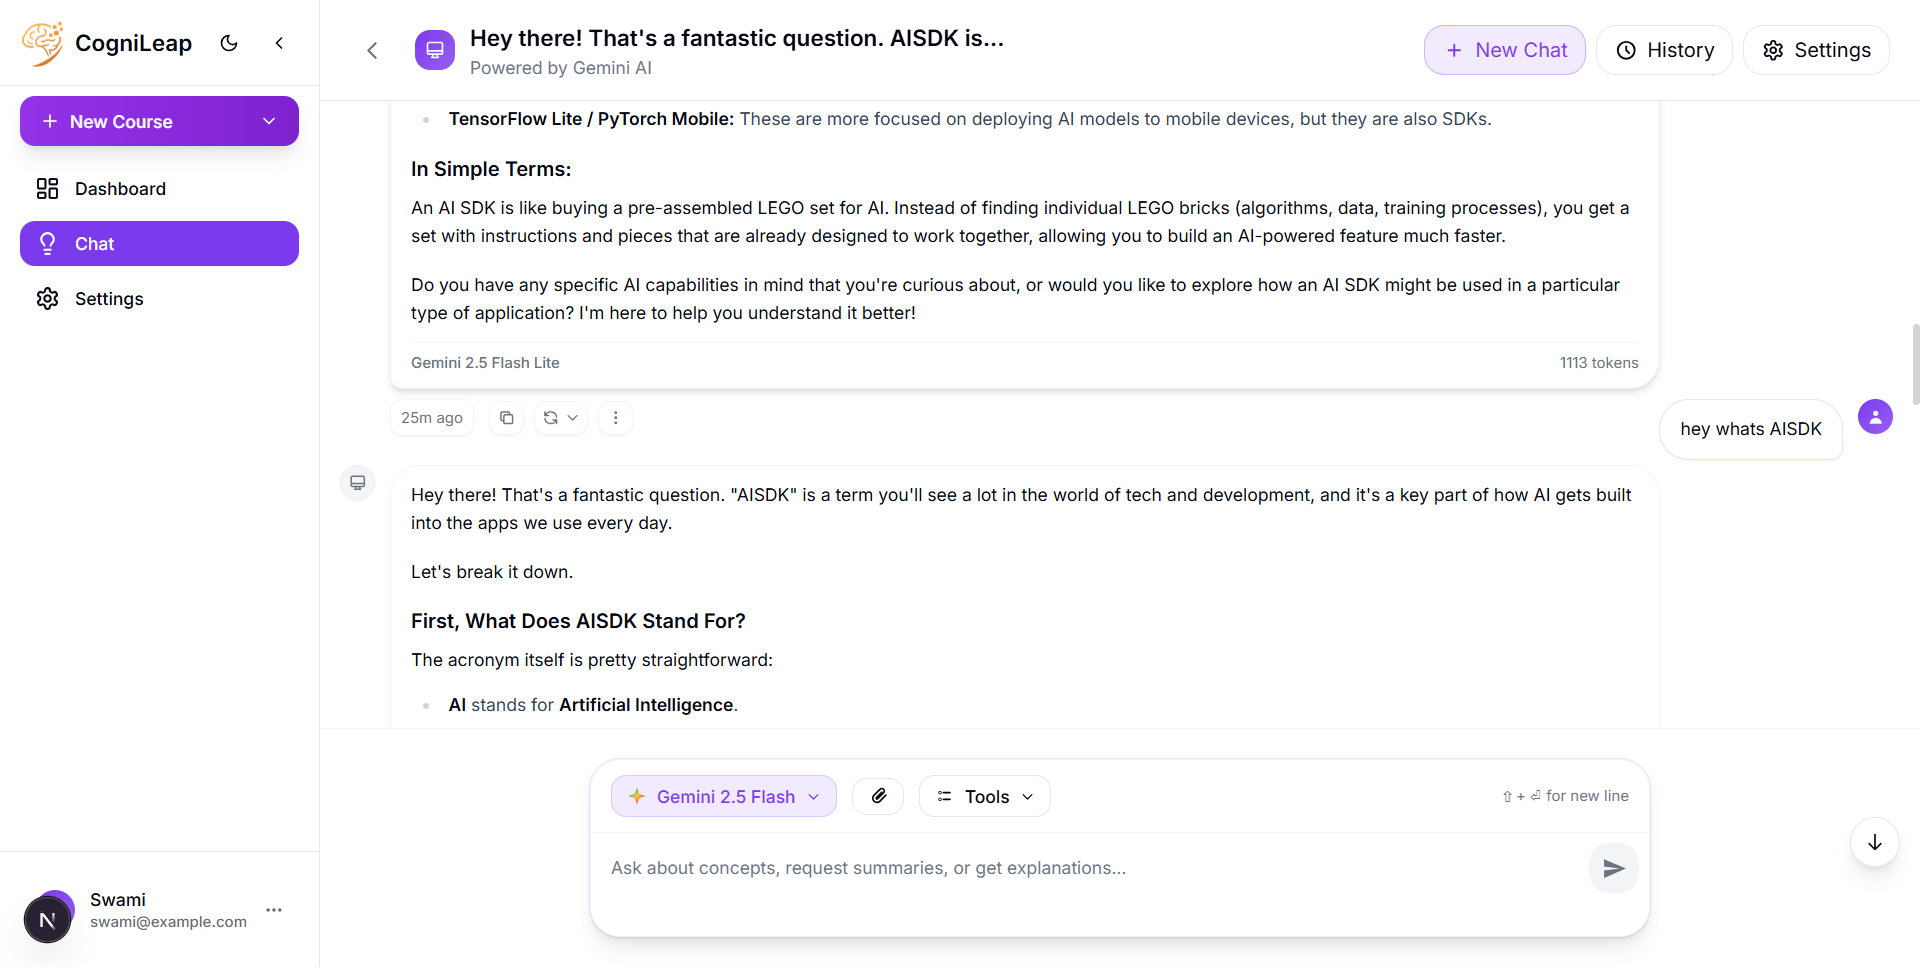 CogniLeap
New Course
Dashboard
Chat
Settings
N
Swami
swami@example.com
Hey there! That's a fantastic question. AISDK is...
Powered by Gemini AI
New Chat
History
Settings
TensorFlow Lite / PyTorch Mobile: These are more focused on deploying AI models to mobile devices, but they are also SDKs.
In Simple Terms:
An AI SDK is like buying a pre-assembled LEGO set for AI. Instead of finding individual LEGO bricks (algorithms, data, training processes), you get a
set with instructions and pieces that are already designed to work together, allowing you to build an AI-powered feature much faster.
Do you have any specific AI capabilities in mind that you're curious about, or would you like to explore how an AI SDK might be used in a particular
type of application? I'm here to help you understand it better!
Gemini 2.5 Flash Lite
1113 tokens
25m ago
hey whats AISDK
Hey there! That's a fantastic question. "AISDK" is a term you'll see a lot in the world of tech and development, and it's a key part of how AI gets built
into the apps we use every day.
Let's break it down.
First, What Does AISDK Stand For?
The acronym itself is pretty straightforward:
AI stands for Artificial Intelligence.
Gemini 2.5 Flash
Tools
⇧ + ⏎ for new line
Ask about concepts, request summaries, or get explanations...